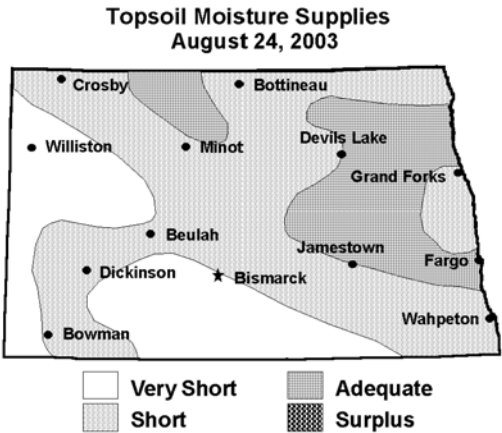 Topsoil Moisture Supplies
August 24, 2003
Crosby
Bottineau
Williston
Minot
Devils Lake
Grand Forks
Beulah
Jamestown
Fargo
Dickinson
Bismarck
Wahpeton
Bowman
Very Short
Adequate
Short
Surplus